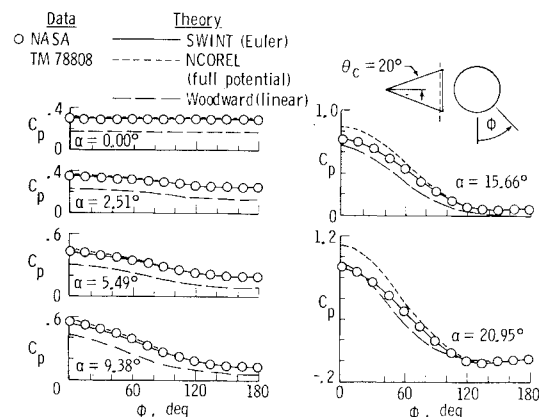 Data Theory
○ NASA SWINT (Euler)
TM 78808 NCOREL
(full potential)
Woodward (linear)
θc = 20°
Φ
.4
Cp
α = 0.00°
0
.4
Cp
α = 2.51°
0
.6
Cp
α = 5.49°
0
.6
Cp
α = 9.38°
0 60 120 180
Φ, deg
1.0
Cp
α = 15.66°
0
1.2
Cp
α = 20.95°
-.2
0 60 120 180
Φ, deg